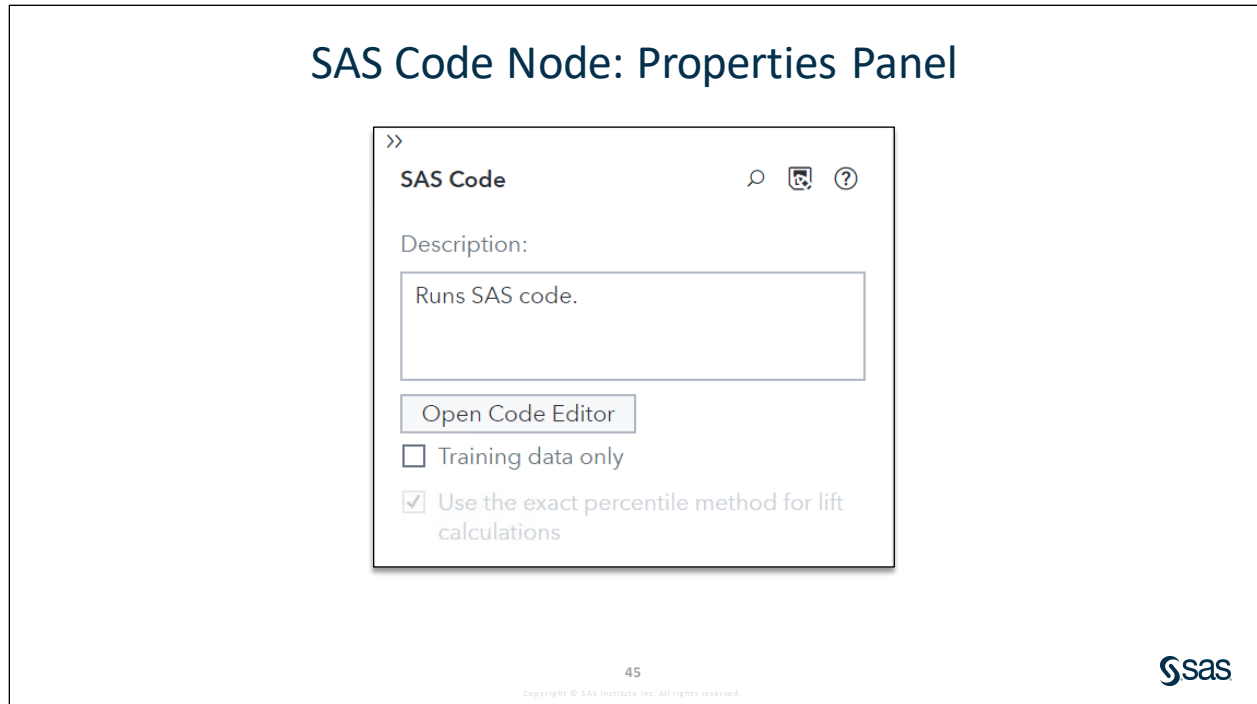 SAS Code Node: Properties Panel
SAS Code
Description:
Runs SAS code.
Open Code Editor
Training data only
Use the exact percentile method for lift
calculations
45
Copyright © SAS Institute Inc. All rights reserved.
sas